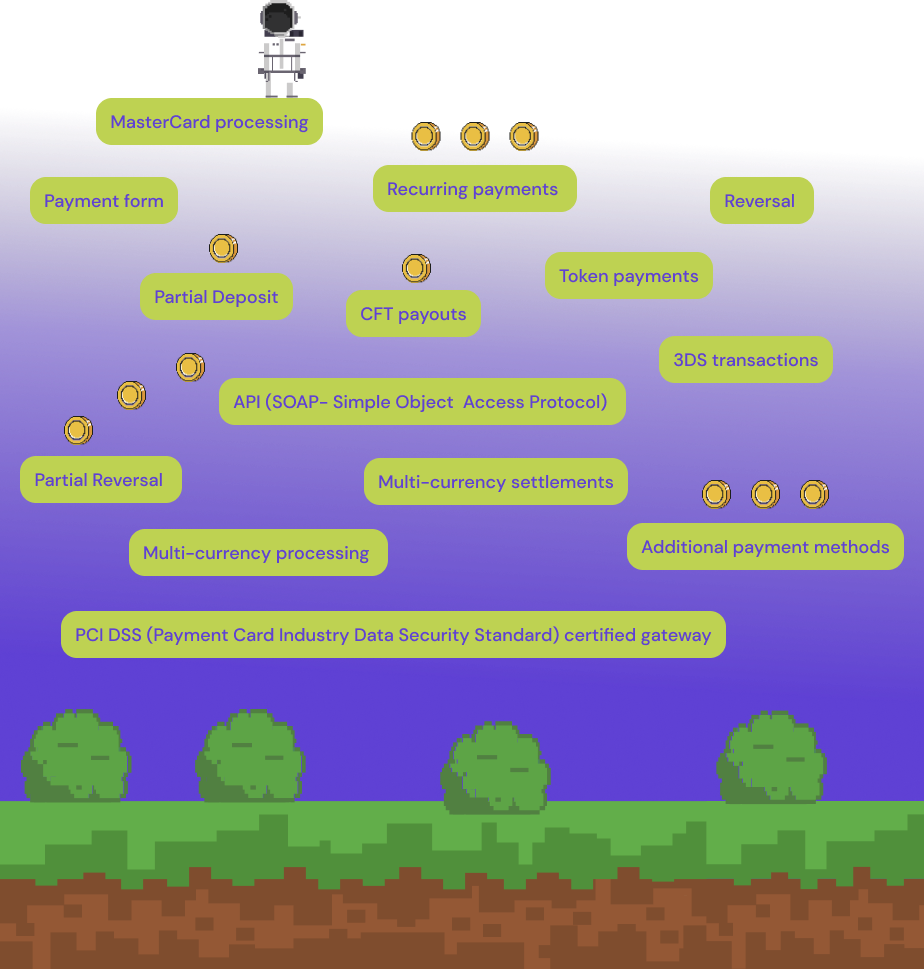 MasterCard processing
Recurring payments
Payment form
Reversal
Token payments
Partial Deposit
CFT payouts
3DS transactions
API (SOAP- Simple Object  Access Protocol)
Partial Reversal
Multi-currency settlements
Additional payment methods
Multi-currency processing
PCI DSS (Payment Card Industry Data Security Standard) certified gateway